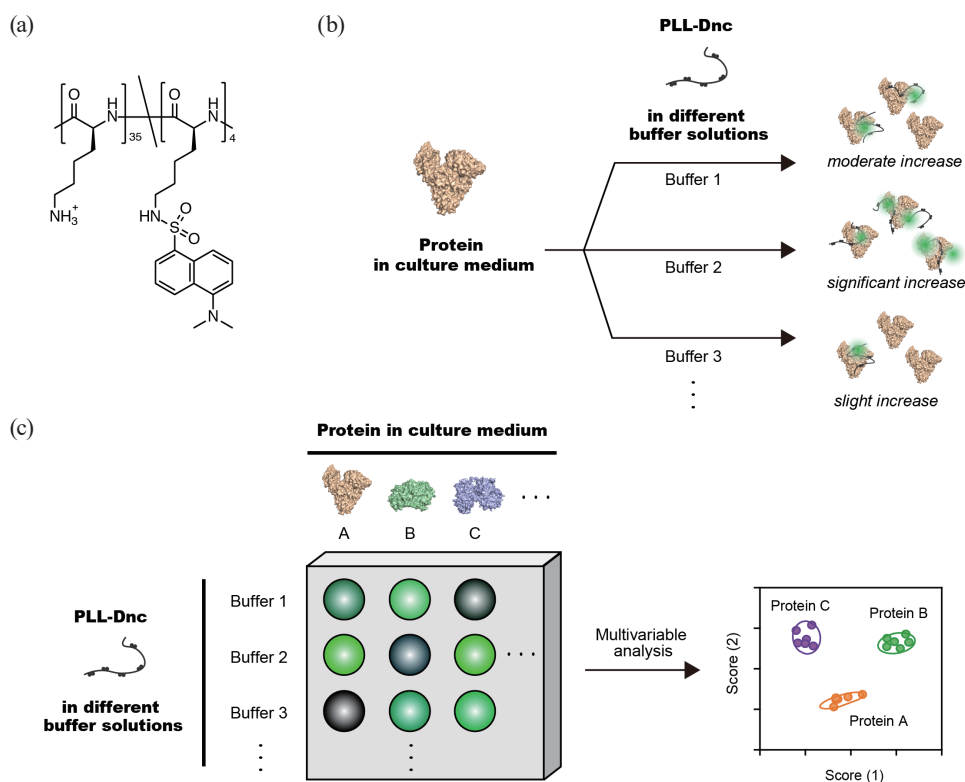 (a)
O
H
N
35
O
H
N
4
NH3+
HN
S
O
O
N
(b)
PLL-Dnc
in different
buffer solutions
Protein
in culture medium
Buffer 1
moderate increase
Buffer 2
significant increase
Buffer 3
slight increase
(c)
Protein in culture medium
A
B
C
PLL-Dnc
in different
buffer solutions
Buffer 1
Buffer 2
Buffer 3
Multivariable
analysis
Score (2)
Protein C
Protein B
Protein A
Score (1)